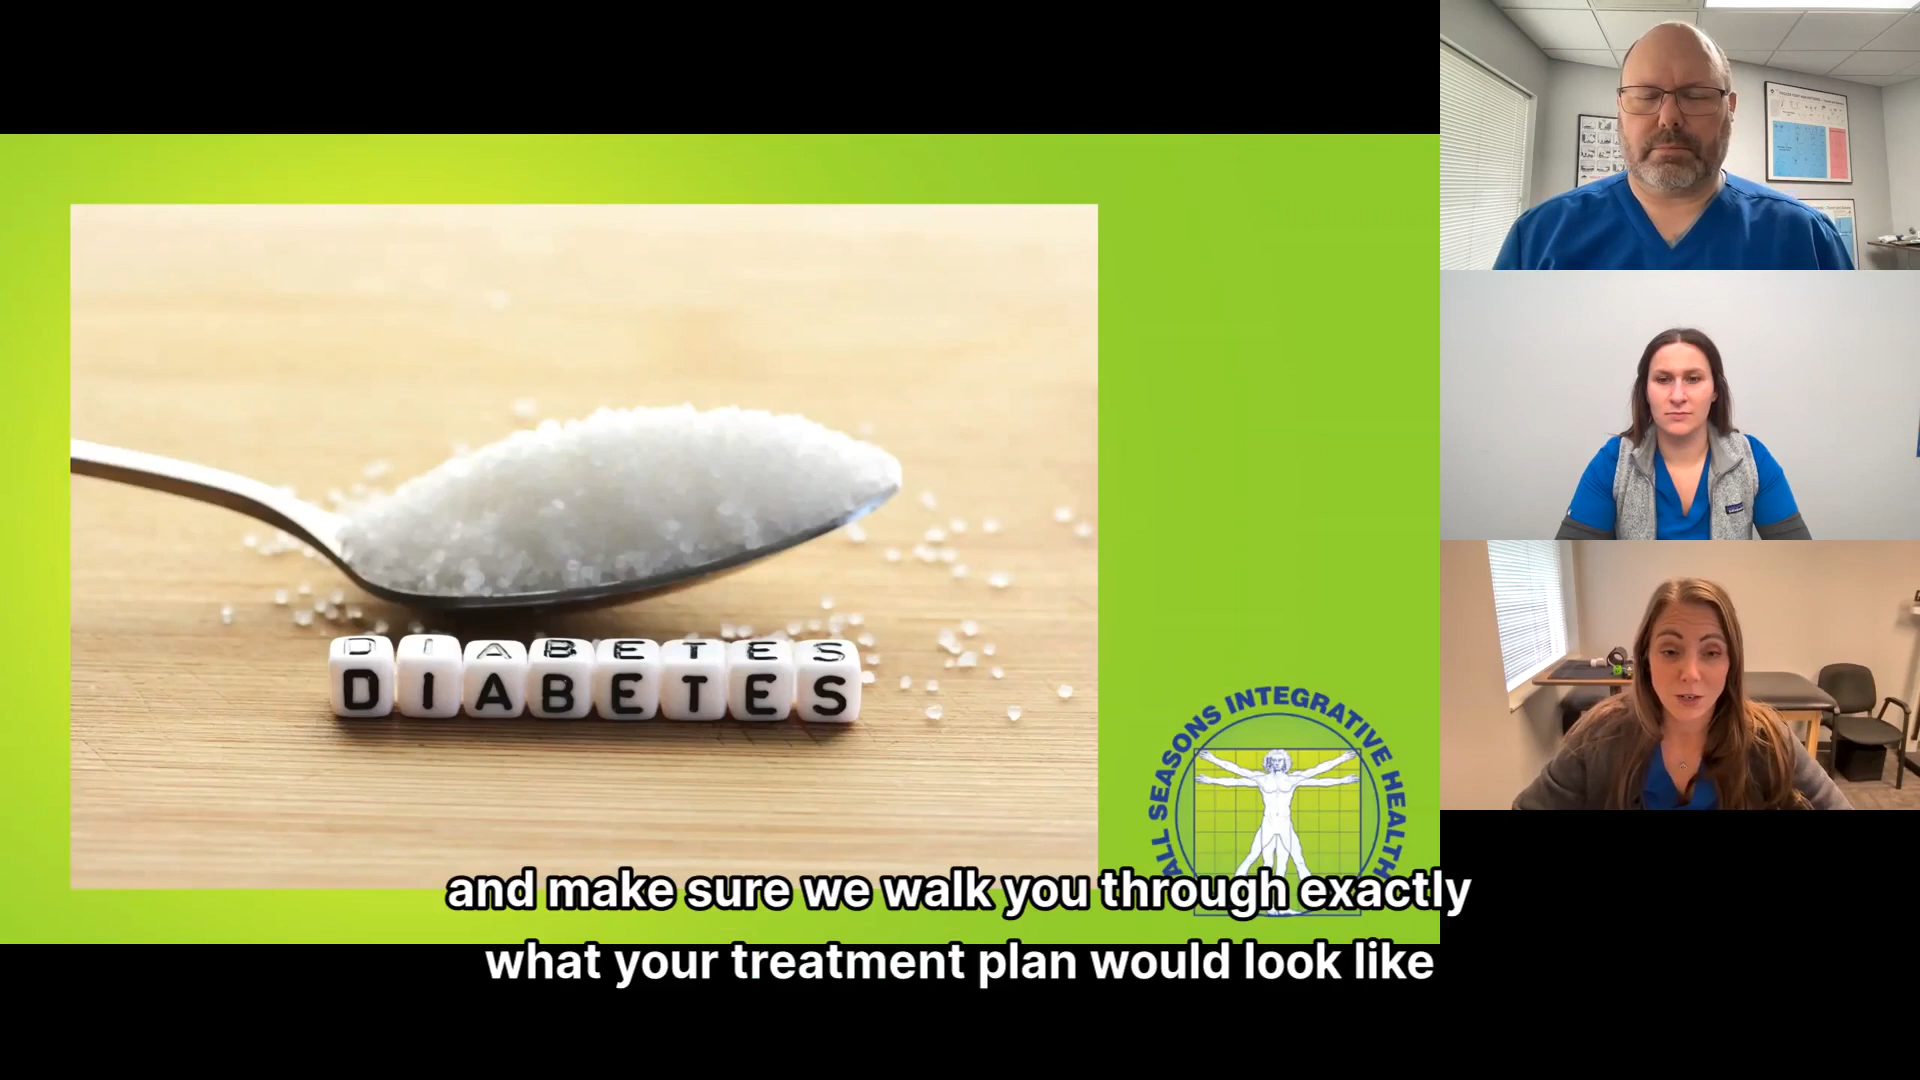 DIABETES
DIABETES
ALL SEASONS INTEGRATIVE HEALTH
and make sure we walk you through exactly
what your treatment plan would look like